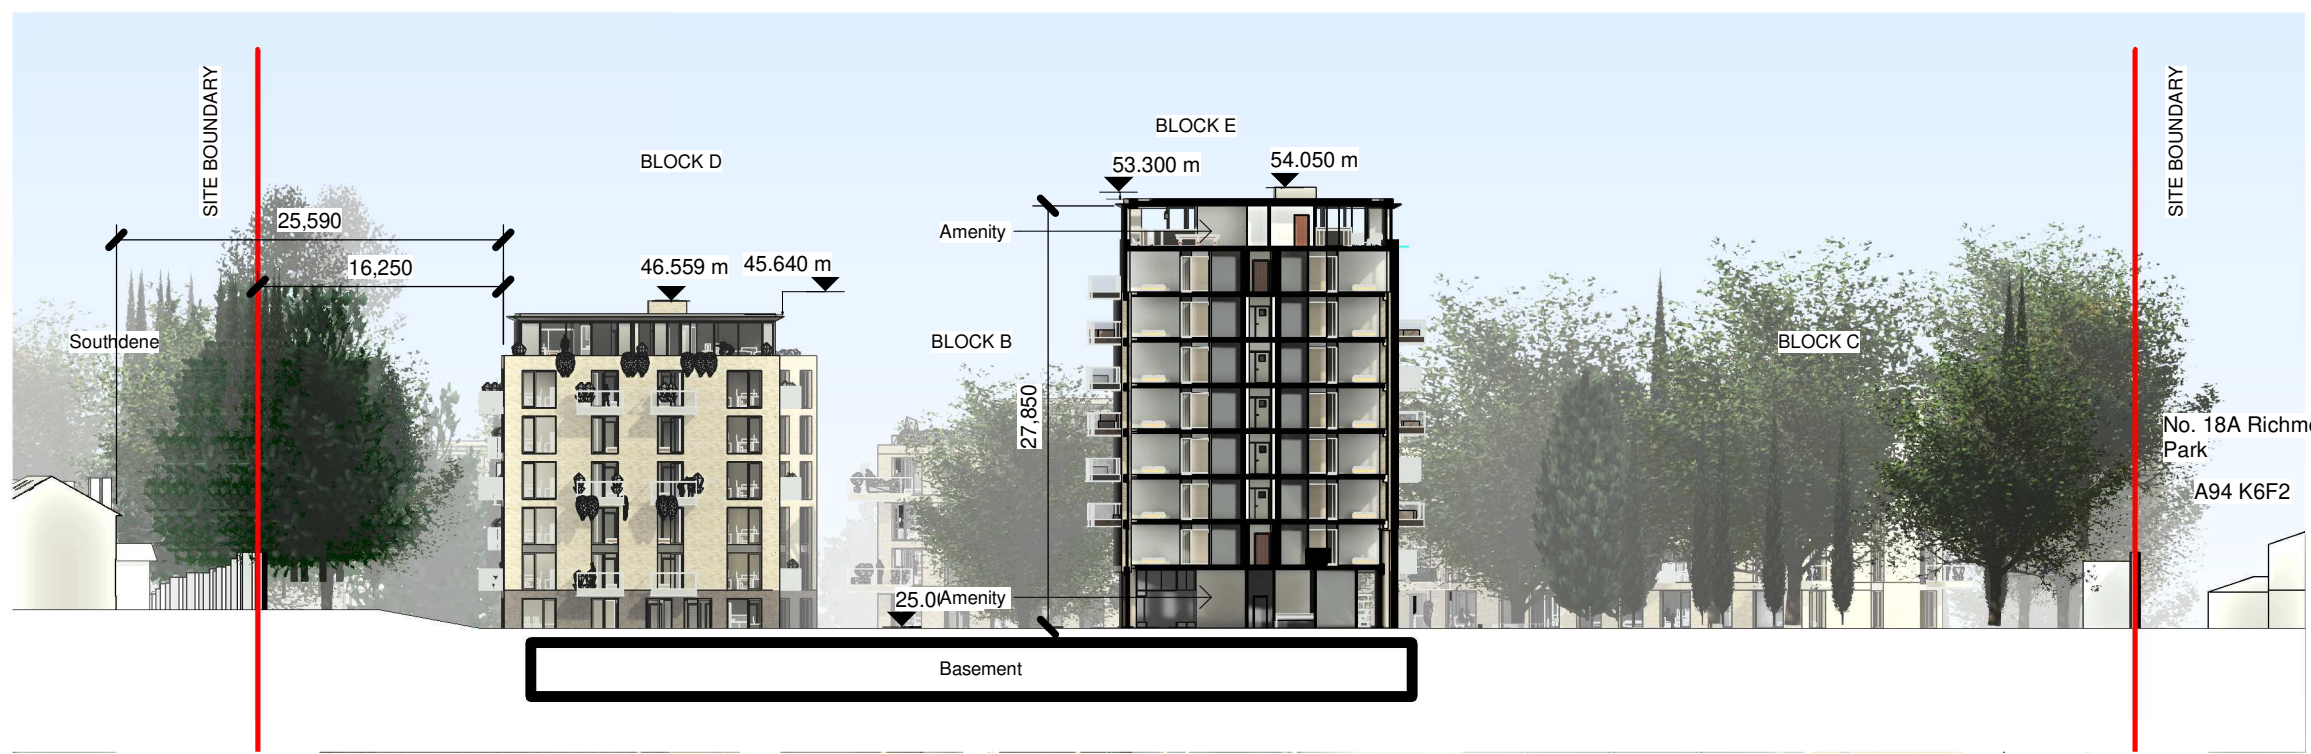 SITE BOUNDARY
SITE BOUNDARY
BLOCK E
BLOCK D
53.300 m
54.050 m
25,590
Amenity
16,250
46.559 m
45.640 m
Southdene
BLOCK B
BLOCK C
27,850
No. 18A Richm
Park
A94 K6F2
25.0
Amenity
Basement